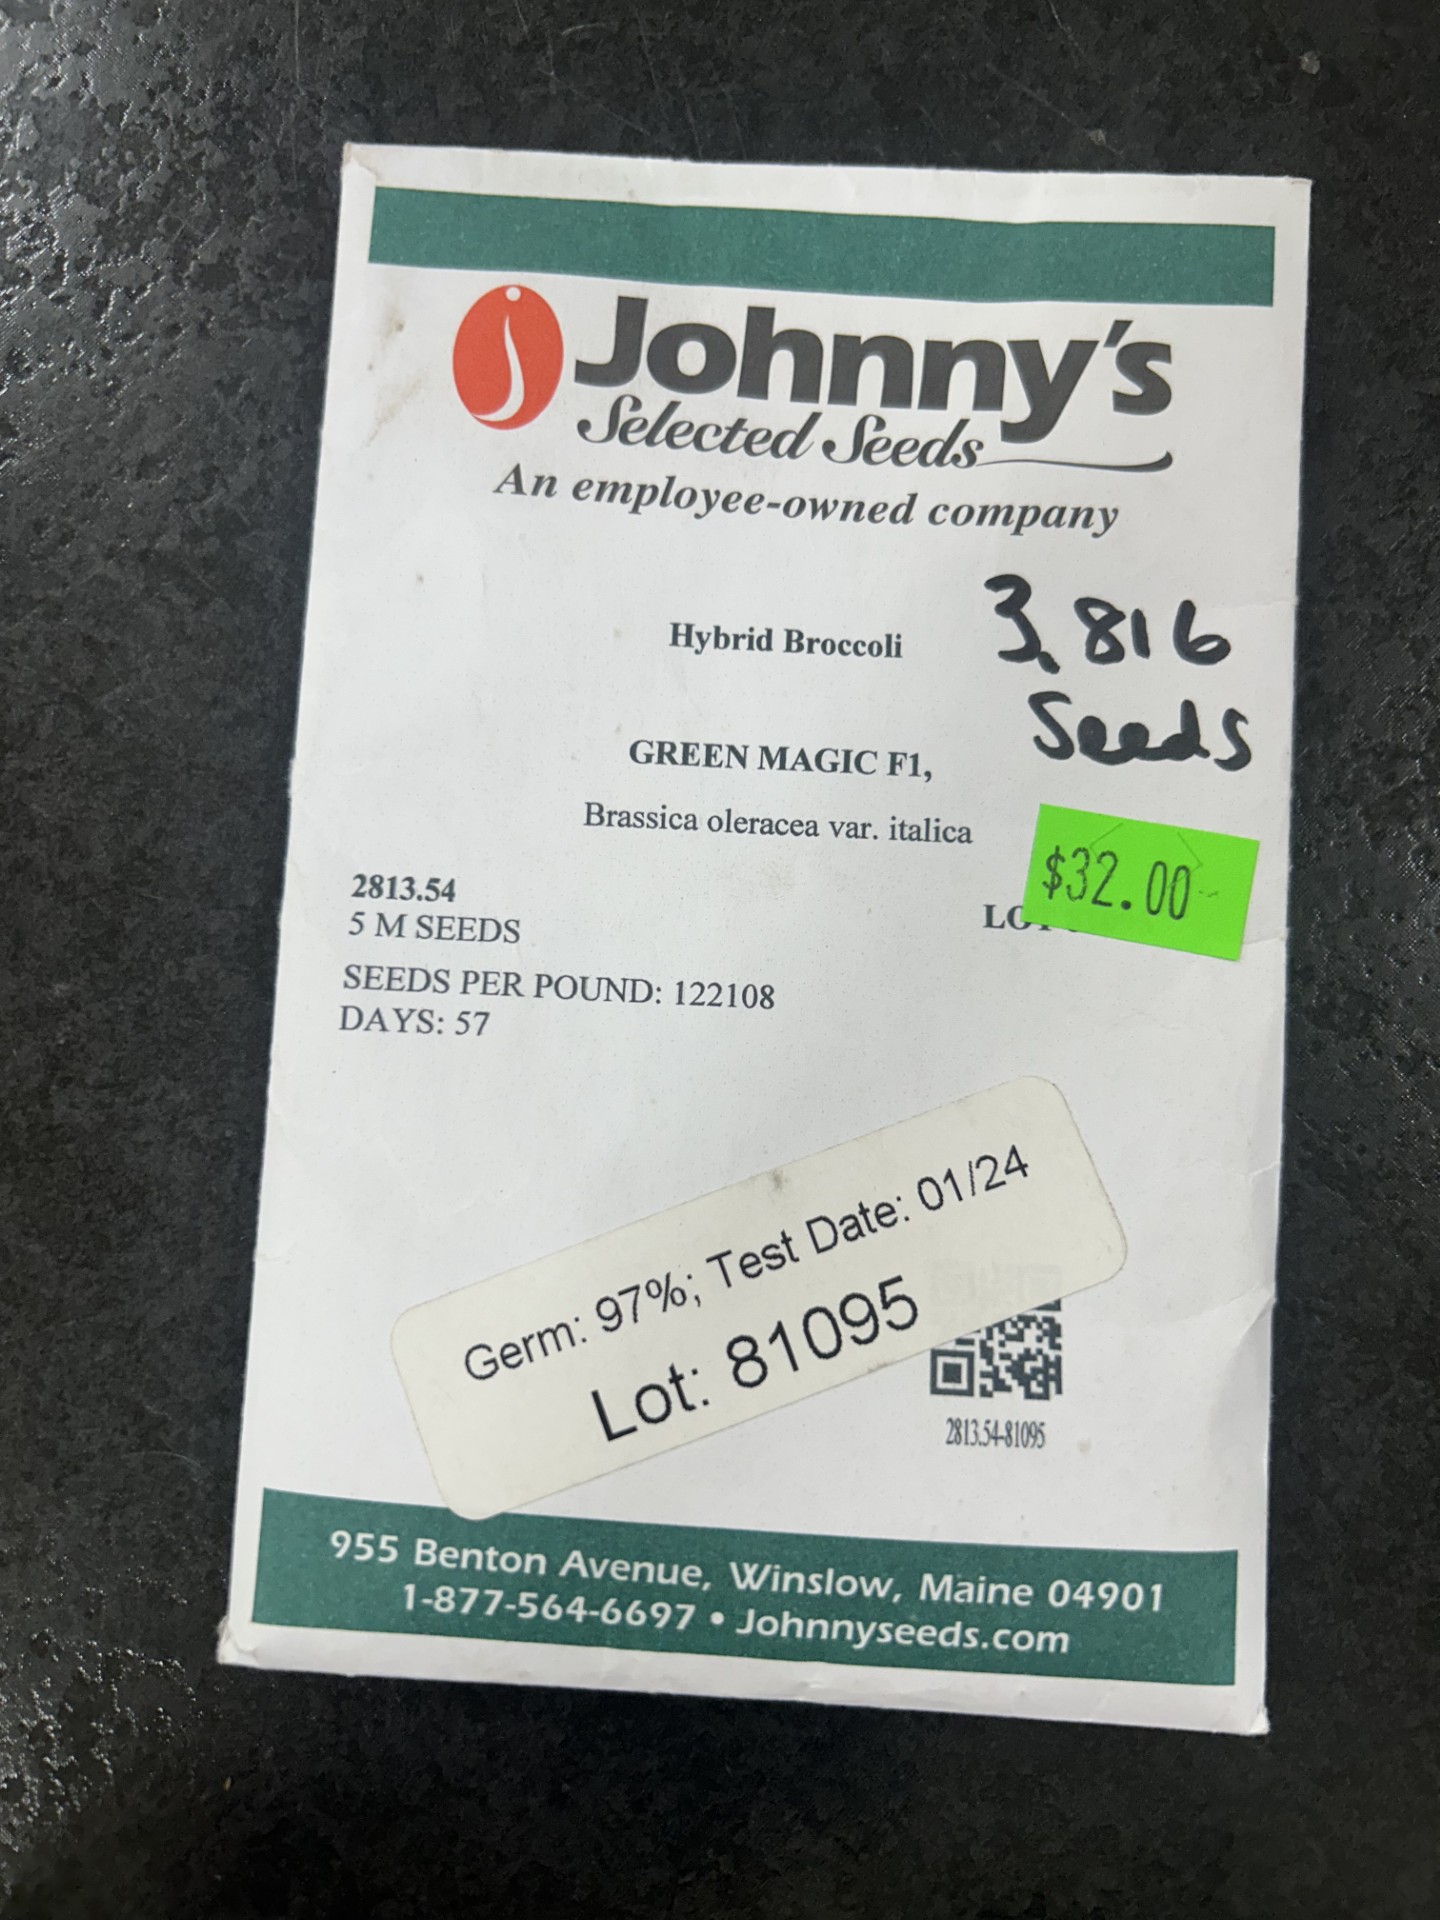 Johnny's
Selected Seeds
An employee-owned company
Hybrid Broccoli
3,816
Seeds
GREEN MAGIC F1,
Brassica oleracea var. italica
$32.00
2813.54
5 M SEEDS
SEEDS PER POUND: 122108
DAYS: 57
Germ: 97%; Test Date: 01/24
Lot: 81095
2813.54-81095
955 Benton Avenue, Winslow, Maine 04901
1-877-564-6697 • Johnnyseeds.com